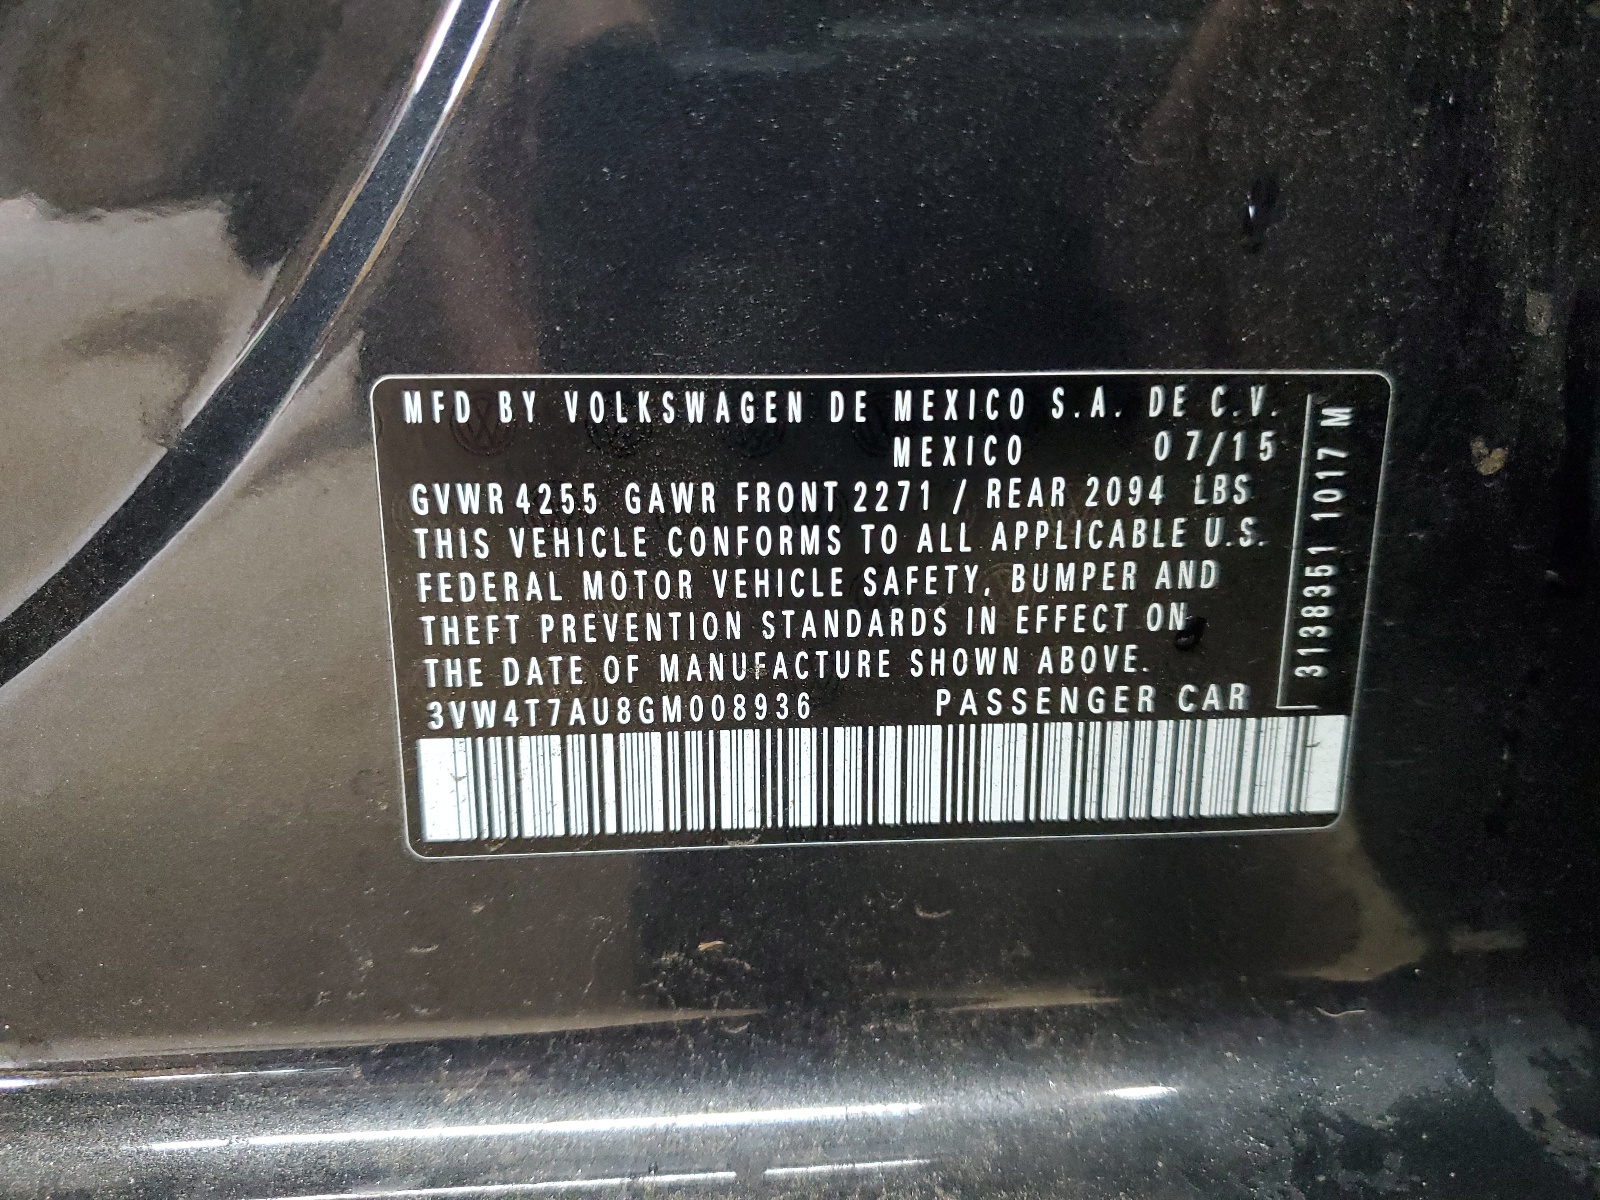 MFD BY VOLKSWAGEN DE MEXICO S.A. DE C.V.
MEXICO 07/15
GVWR 4255 GAWR FRONT 2271 / REAR 2094 LBS
THIS VEHICLE CONFORMS TO ALL APPLICABLE U.S.
FEDERAL MOTOR VEHICLE SAFETY, BUMPER AND
THEFT PREVENTION STANDARDS IN EFFECT ON
THE DATE OF MANUFACTURE SHOWN ABOVE.
3VW4T7AU8GM008936 PASSENGER CAR
3138351 1017 M